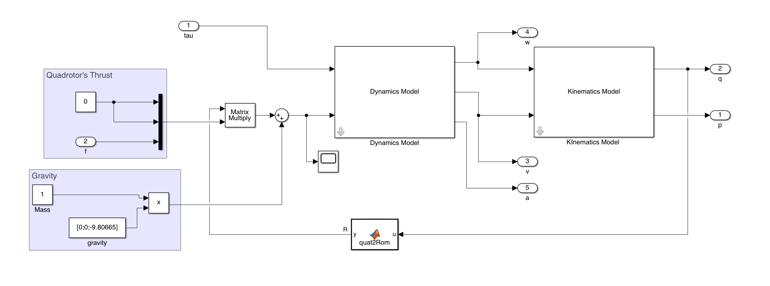 1
tau
Quadrotor's Thrust
0
2
f
Matrix
Multiply
++
Dynamics Model
Dynamics Model
4
w
KInematics Model
KInematics Model
2
q
1
p
3
v
5
a
Gravity
1
Mass
x
[0;0;-9.80665]
gravity
R
y
u
quat2Rom